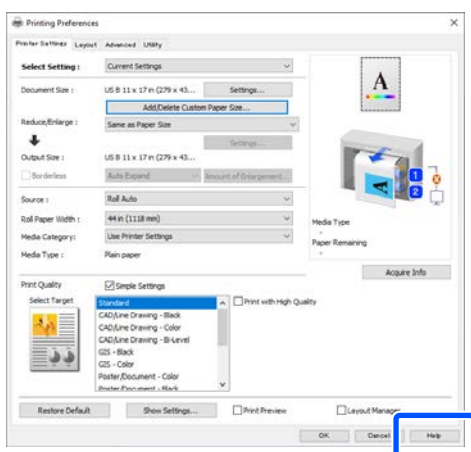 Printing Preferences
Printer Settings Layout Advanced Utility
Select Setting : Current Settings
Document Size : US B 11 x 17 in (279 x 43... Settings...
Add/Delete Custom Paper Size...
Reduce/Enlarge : Same as Paper Size
Settings...
Output Size : US B 11 x 17 in (279 x 43...
Borderless Auto Expand Amount of Enlargement...
A
1
2
Source : Roll Auto
Roll Paper Width : 44 in (1118 mm)
Media Category: Use Printer Settings
Media Type : Plain paper
Media Type
-
Paper Remaining
-
Acquire Info
Print Quality Simple Settings
Select Target
Standard
CAD/Line Drawing - Black
CAD/Line Drawing - Color
CAD/Line Drawing - Bi-Level
GIS - Black
GIS - Color
Poster/Document - Color
Poster/Document - Black
Print with High Quality
Restore Default Show Settings... Print Preview Layout Manager
OK Cancel Help